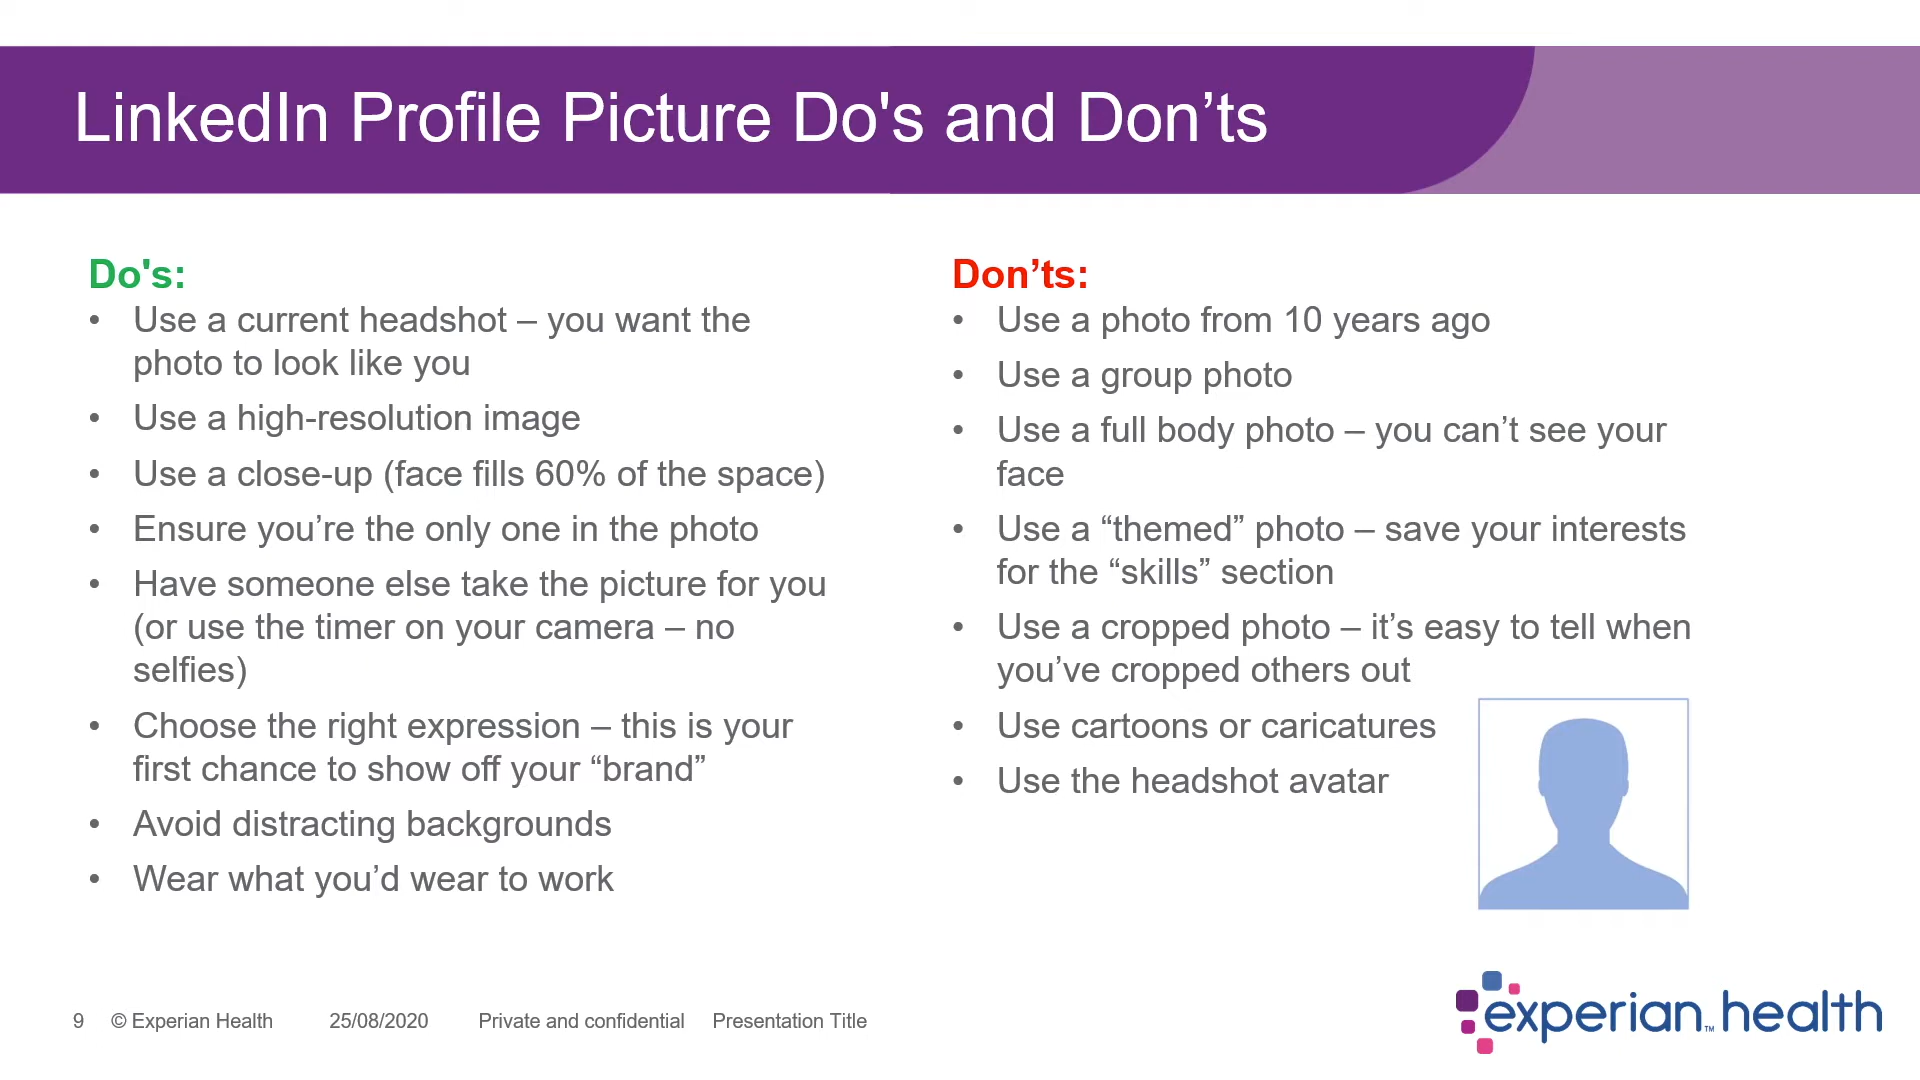 LinkedIn Profile Picture Do's and Don’ts
Do's:
• Use a current headshot – you want the
photo to look like you
• Use a high-resolution image
• Use a close-up (face fills 60% of the space)
• Ensure you’re the only one in the photo
• Have someone else take the picture for you
(or use the timer on your camera – no
selfies)
• Choose the right expression – this is your
first chance to show off your “brand”
• Avoid distracting backgrounds
• Wear what you’d wear to work
Don’ts:
• Use a photo from 10 years ago
• Use a group photo
• Use a full body photo – you can’t see your
face
• Use a “themed” photo – save your interests
for the “skills” section
• Use a cropped photo – it’s easy to tell when
you’ve cropped others out
• Use cartoons or caricatures
• Use the headshot avatar
9 © Experian Health 25/08/2020 Private and confidential Presentation Title
experian™ health